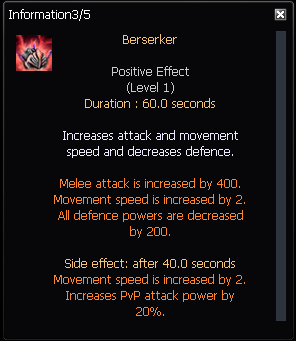 Information3/5
Berserker
Positive Effect
(Level 1)
Duration : 60.0 seconds
Increases attack and movement
speed and decreases defence.
Melee attack is increased by 400.
Movement speed is increased by 2.
All defence powers are decreased
by 200.
Side effect: after 40.0 seconds
Movement speed is increased by 2.
Increases PvP attack power by
20%.